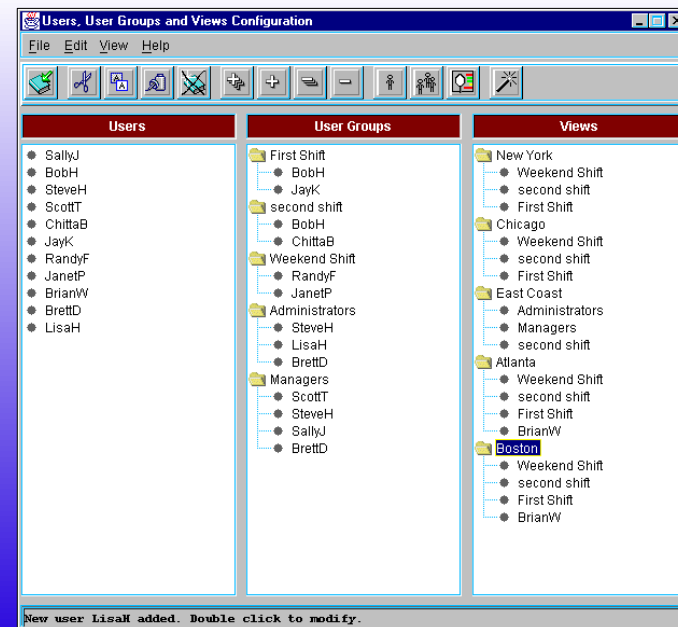 Users, User Groups and Views Configuration
File Edit View Help
Users
SallyJ
BobH
SteveH
ScottT
ChittaB
JayK
RandyF
JanetP
BrianW
BrettD
LisaH
User Groups
First Shift
BobH
JayK
second shift
BobH
ChittaB
Weekend Shift
RandyF
JanetP
Administrators
SteveH
LisaH
BrettD
Managers
ScottT
SteveH
SallyJ
BrettD
Views
New York
Weekend Shift
second shift
First Shift
Chicago
Weekend Shift
second shift
First Shift
East Coast
Administrators
Managers
second shift
Atlanta
Weekend Shift
second shift
First Shift
BrianW
Boston
Weekend Shift
second shift
First Shift
BrianW
New user LisaH added. Double click to modify.